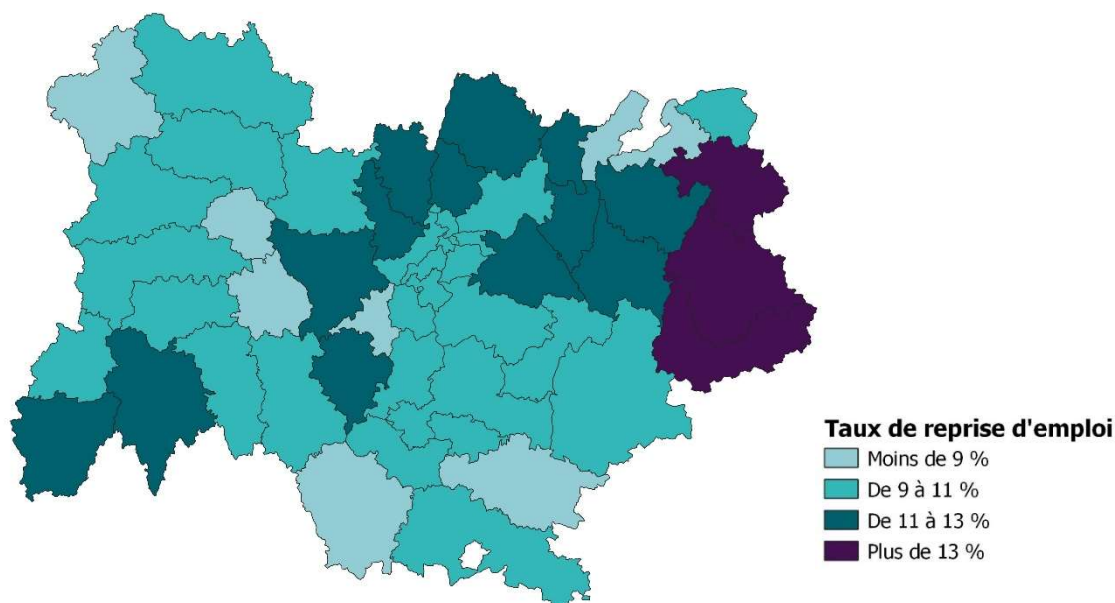 Taux de reprise d'emploi
Moins de 9 %
De 9 à 11 %
De 11 à 13 %
Plus de 13 %